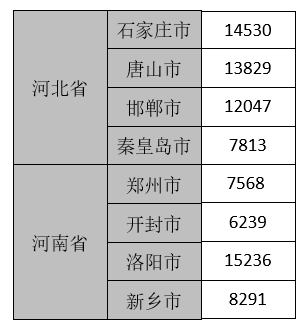 河北省
石家庄市 14530
唐山市 13829
邯郸市 12047
秦皇岛市 7813
河南省
郑州市 7568
开封市 6239
洛阳市 15236
新乡市 8291